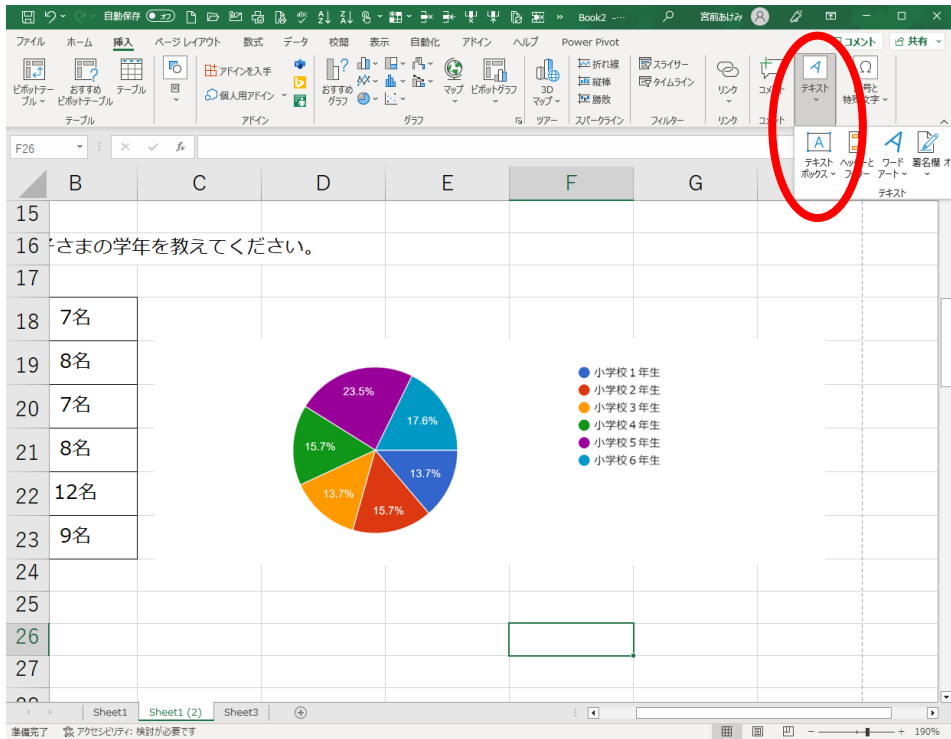 自動保存 オフ Book2 -… 宮前あけみ
ファイル ホーム 挿入 ページ レイアウト 数式 データ 校閲 表示 自動化 アドイン ヘルプ Power Pivot コメント 共有
ピボットテーブル おすすめピボットテーブル テーブル 図 アドインを入手 個人用アドイン おすすめグラフ マップ ピボットグラフ 3Dマップ 折れ線 縦棒 勝敗 スライサー タイムライン リンク コメント テキスト
テーブル アドイン グラフ ツアー スパークライン フィルター リンク コメント
F26 fx
テキストボックス ワードアート 署名欄 オ
テキスト
B C D E F G
15
16 さまの学年を教えてください。
17
18 7名
19 8名
20 7名
21 8名
22 12名
23 9名
24
25
26
27
23.5%
17.6%
15.7%
13.7%
13.7%
15.7%
小学校1年生
小学校2年生
小学校3年生
小学校4年生
小学校5年生
小学校6年生
Sheet1 Sheet1 (2) Sheet3
準備完了 アクセシビリティ: 検討が必要です 190%